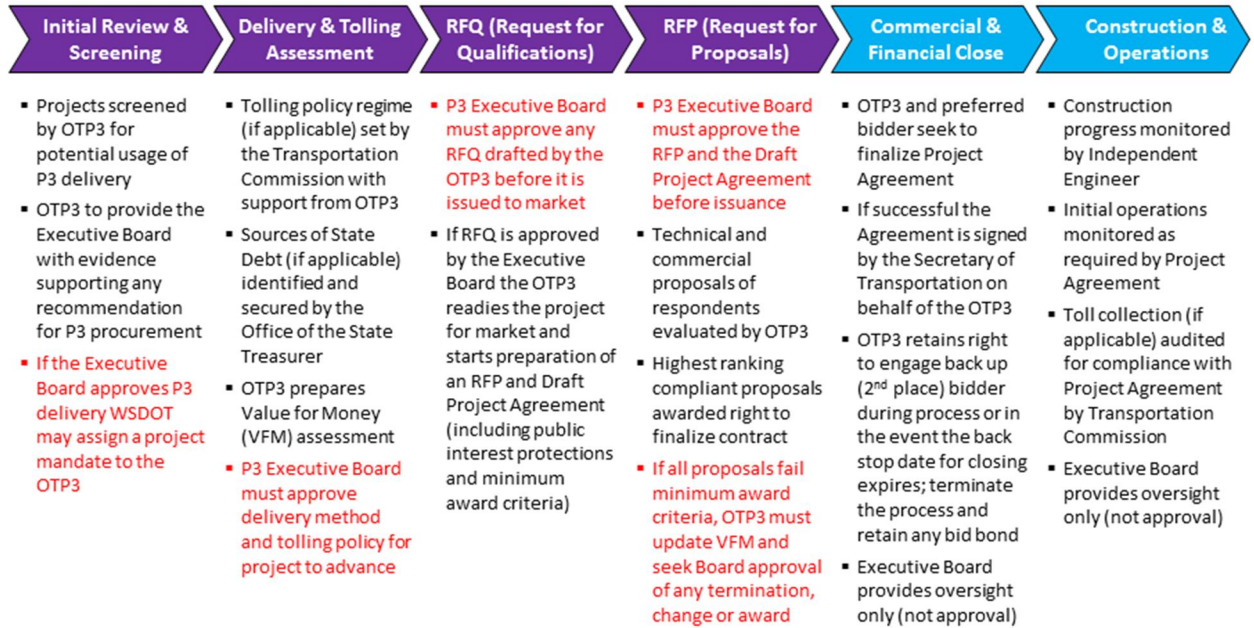 Initial Review &
Screening
Delivery & Tolling
Assessment
RFQ (Request for
Qualifications)
RFP (Request for
Proposals)
Commercial &
Financial Close
Construction &
Operations
▪ Projects screened
by OTP3 for
potential usage of
P3 delivery
▪ OTP3 to provide the
Executive Board
with evidence
supporting any
recommendation
for P3 procurement
▪ If the Executive
Board approves P3
delivery WSDOT
may assign a project
mandate to the
OTP3
▪ Tolling policy regime
(if applicable) set by
the Transportation
Commission with
support from OTP3
▪ Sources of State
Debt (if applicable)
identified and
secured by the
Office of the State
Treasurer
▪ OTP3 prepares
Value for Money
(VFM) assessment
▪ P3 Executive Board
must approve
delivery method
and tolling policy for
project to advance
▪ P3 Executive Board
must approve any
RFQ drafted by the
OTP3 before it is
issued to market
▪ If RFQ is approved
by the Executive
Board the OTP3
readies the project
for market and
starts preparation of
an RFP and Draft
Project Agreement
(including public
interest protections
and minimum
award criteria)
▪ P3 Executive Board
must approve the
RFP and the Draft
Project Agreement
before issuance
▪ Technical and
commercial
proposals of
respondents
evaluated by OTP3
▪ Highest ranking
compliant proposals
awarded right to
finalize contract
▪ If all proposals fail
minimum award
criteria, OTP3 must
update VFM and
seek Board approval
of any termination,
change or award
▪ OTP3 and preferred
bidder seek to
finalize Project
Agreement
▪ If successful the
Agreement is signed
by the Secretary of
Transportation on
behalf of the OTP3
▪ OTP3 retains right
to engage back up
(2nd place) bidder
during process or in
the event the back
stop date for closing
expires; terminate
the process and
retain any bid bond
▪ Executive Board
provides oversight
only (not approval)
▪ Construction
progress monitored
by Independent
Engineer
▪ Initial operations
monitored as
required by Project
Agreement
▪ Toll collection (if
applicable) audited
for compliance with
Project Agreement
by Transportation
Commission
▪ Executive Board
provides oversight
only (not approval)